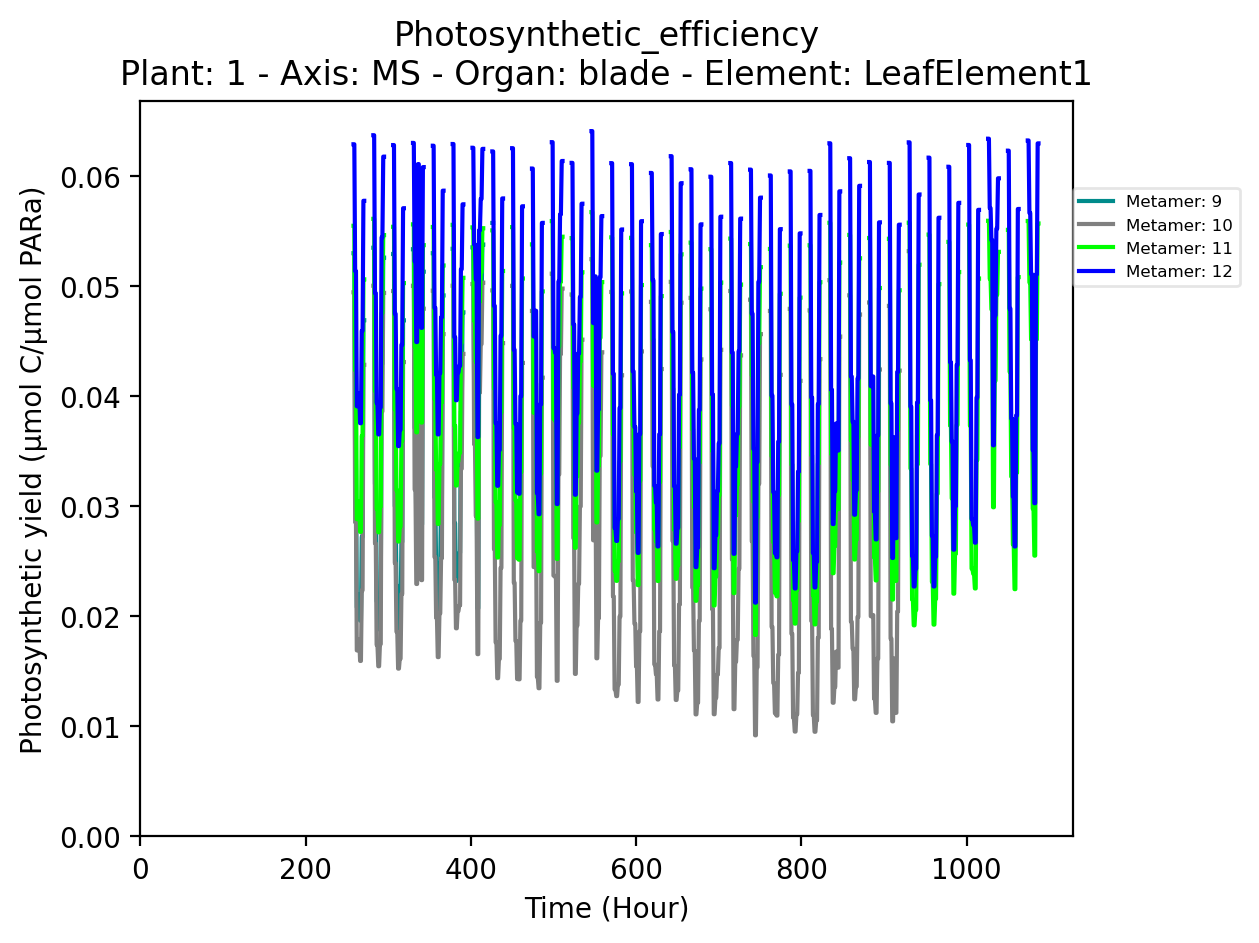 Photosynthetic_efficiency
Plant: 1 - Axis: MS - Organ: blade - Element: LeafElement1
Photosynthetic yield (µmol C/µmol PARa)
0.06
0.05
0.04
0.03
0.02
0.01
0.00
0
200
400
600
800
1000
Time (Hour)
Metamer: 9
Metamer: 10
Metamer: 11
Metamer: 12